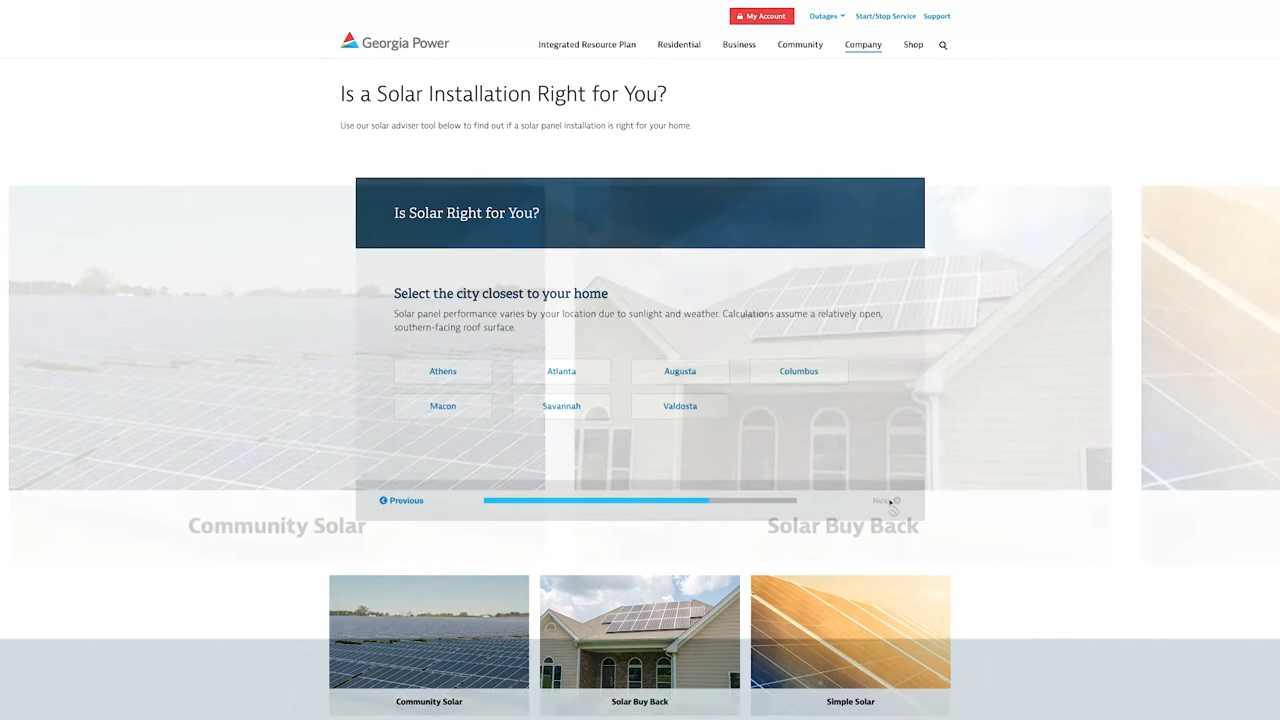 My Account
Outages
Start/Stop Service
Support
Georgia Power
Integrated Resource Plan
Residential
Business
Community
Company
Shop
Is a Solar Installation Right for You?
Use our solar adviser tool below to find out if a solar panel installation is right for your home.
Is Solar Right for You?
Select the city closest to your home
Solar panel performance varies by your location due to sunlight and weather. Calculations assume a relatively open,
southern-facing roof surface.
Athens
Atlanta
Augusta
Columbus
Macon
Savannah
Valdosta
Previous
Next
Community Solar
Solar Buy Back
Community Solar
Solar Buy Back
Simple Solar